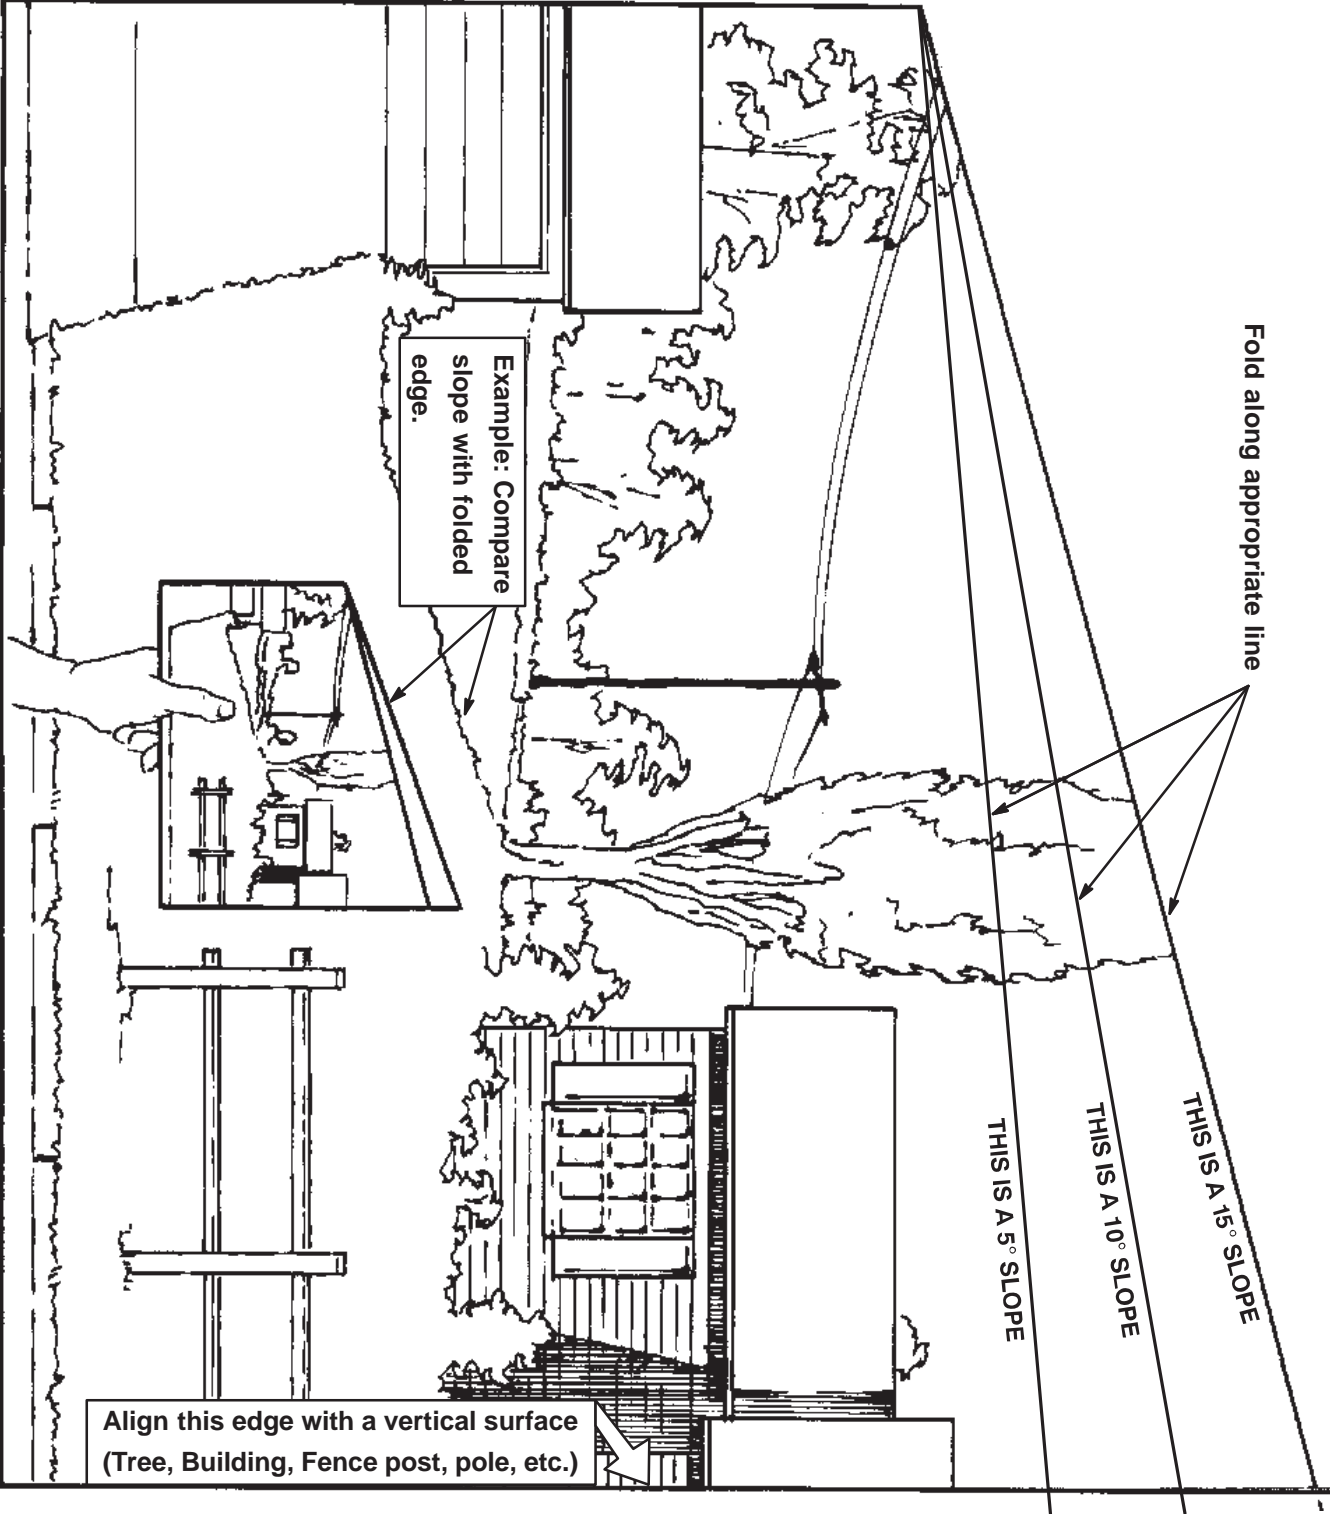 Fold along appropriate line
THIS IS A 15° SLOPE
THIS IS A 10° SLOPE
THIS IS A 5° SLOPE
Example: Compare
slope with folded
edge.
Align this edge with a vertical surface
(Tree, Building, Fence post, pole, etc.)